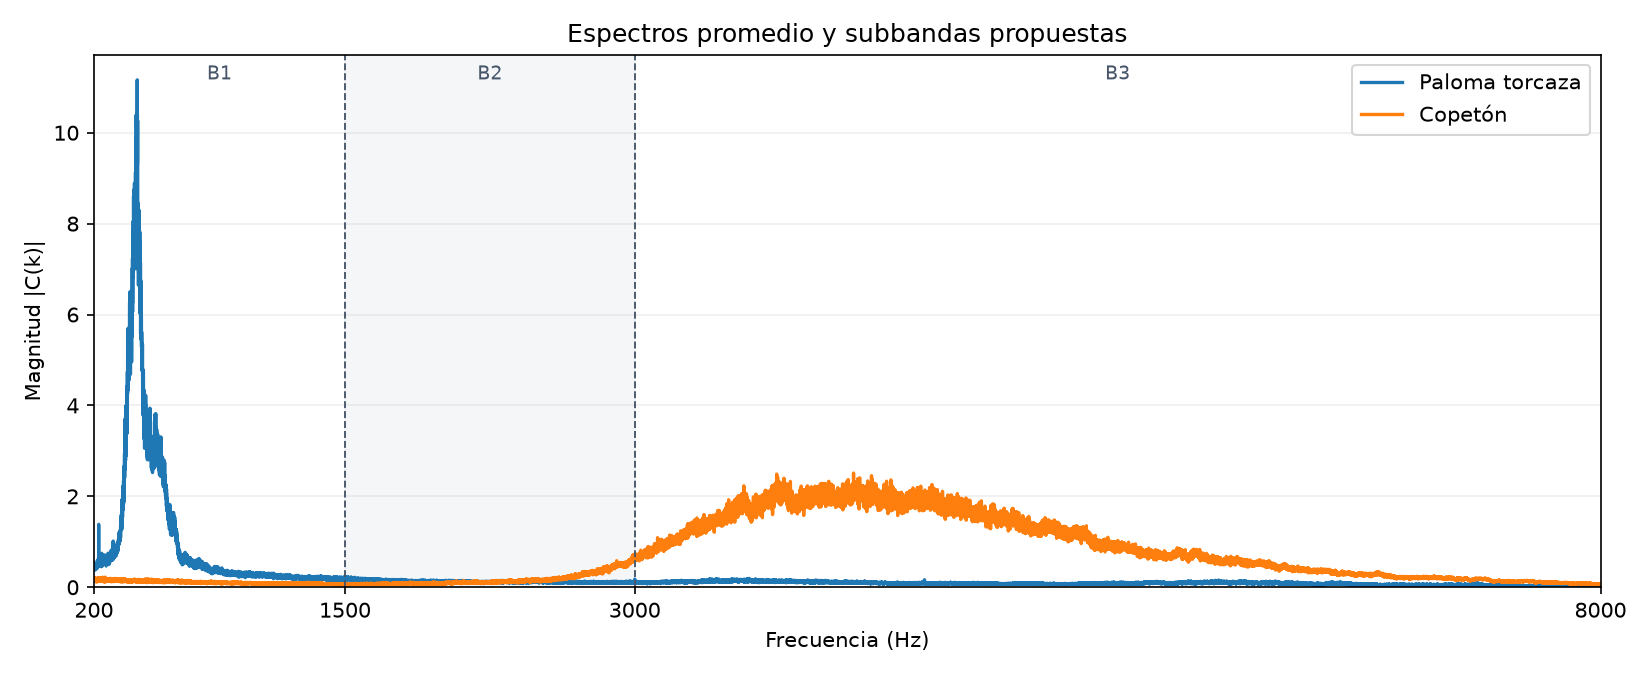 Espectros promedio y subbandas propuestas
B1
B2
B3
Paloma torcaza
Copetón
Magnitud |C(k)|
10
8
6
4
2
0
200
1500
3000
8000
Frecuencia (Hz)